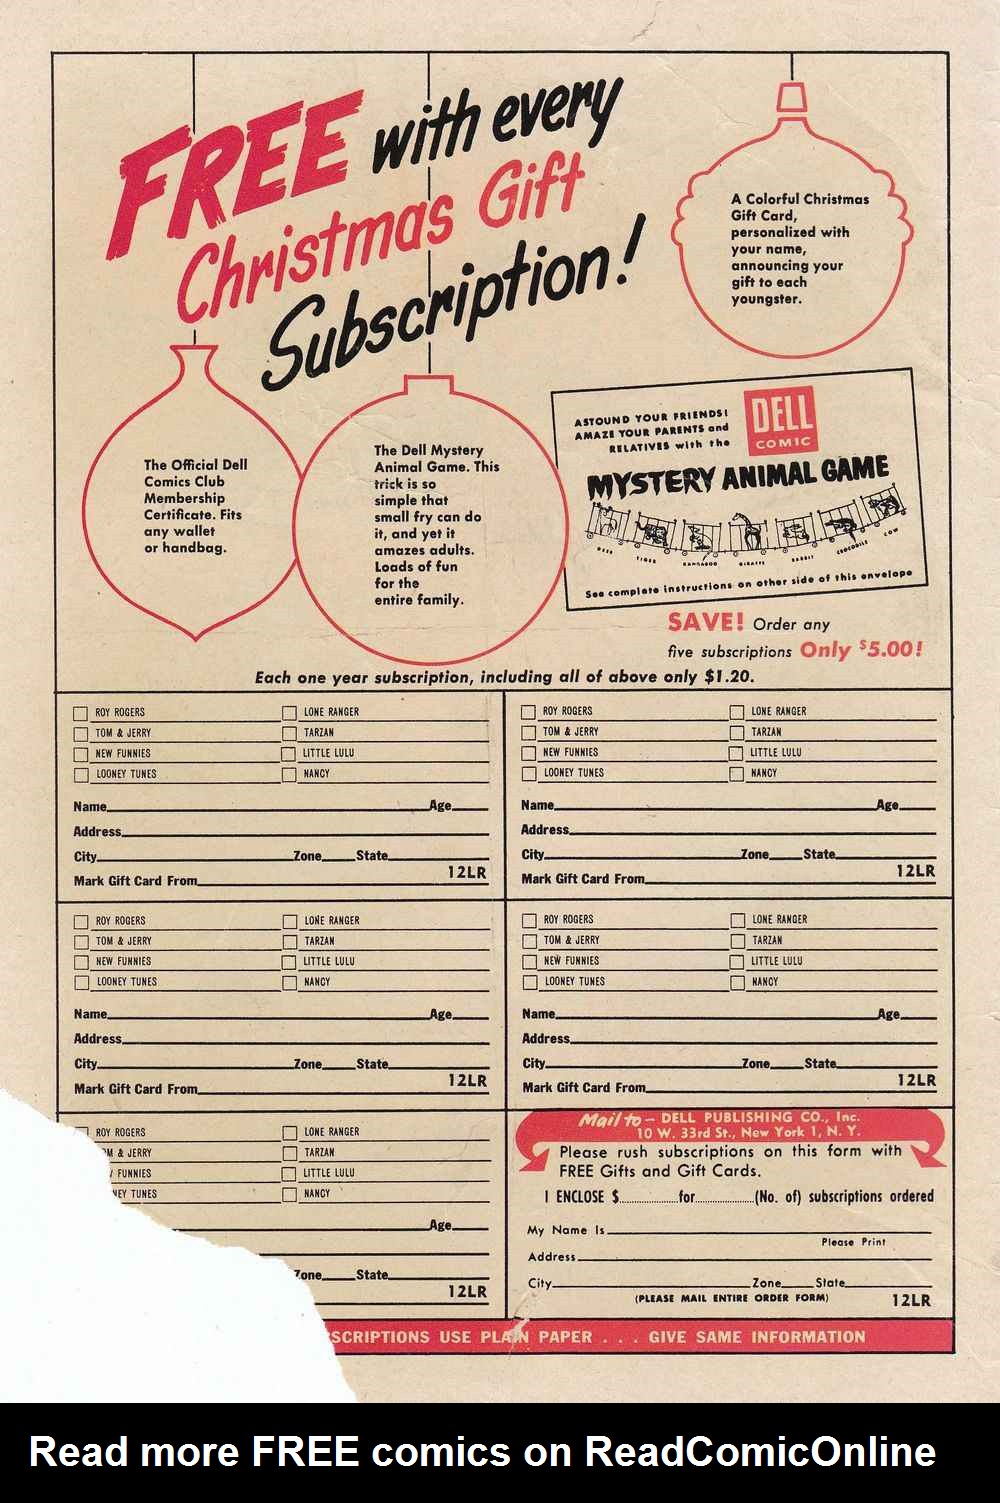 FREE with every
Christmas Gift
Subscription!
A Colorful Christmas
Gift Card,
personalized with
your name,
announcing your
gift to each
youngster.
The Official Dell
Comics Club
Membership
Certificate. Fits
any wallet
or handbag.
The Dell Mystery
Animal Game. This
trick is so
simple that
small fry can do
it, and yet it
amazes adults.
Loads of fun
for the
entire family.
ASTOUND YOUR FRIENDS!
AMAZE YOUR PARENTS and
RELATIVES with the
DELL
COMIC
MYSTERY ANIMAL GAME
DEER TIGER KANGAROO GIRAFFE RABBIT CROCODILE COW
See complete instructions on other side of this envelope
SAVE! Order any
five subscriptions Only $5.00!
Each one year subscription, including all of above only $1.20.
ROY ROGERS LONE RANGER
TOM & JERRY TARZAN
NEW FUNNIES LITTLE LULU
LOONEY TUNES NANCY
Name Age
Address
City Zone State
12LR
Mark Gift Card From
ROY ROGERS LONE RANGER
TOM & JERRY TARZAN
NEW FUNNIES LITTLE LULU
LOONEY TUNES NANCY
Name Age
Address
City Zone State
12LR
Mark Gift Card From
ROY ROGERS LONE RANGER
TOM & JERRY TARZAN
NEW FUNNIES LITTLE LULU
LOONEY TUNES NANCY
Name Age
Address
City Zone State
12LR
Mark Gift Card From
ROY ROGERS LONE RANGER
TOM & JERRY TARZAN
NEW FUNNIES LITTLE LULU
LOONEY TUNES NANCY
Name Age
Address
City Zone State
12LR
Mark Gift Card From
ROY ROGERS LONE RANGER
& JERRY TARZAN
FUNNIES LITTLE LULU
TUNES NANCY
Age
Zone State
12LR
Mail to — DELL PUBLISHING CO., Inc.
10 W. 33rd St., New York 1, N. Y.
Please rush subscriptions on this form with
FREE Gifts and Gift Cards.
I ENCLOSE $ for (No. of) subscriptions ordered
My Name Is
Please Print
Address
City Zone State
(PLEASE MAIL ENTIRE ORDER FORM) 12LR
SCRIPTIONS USE PLAIN PAPER . . . GIVE SAME INFORMATION
Read more FREE comics on ReadComicOnline